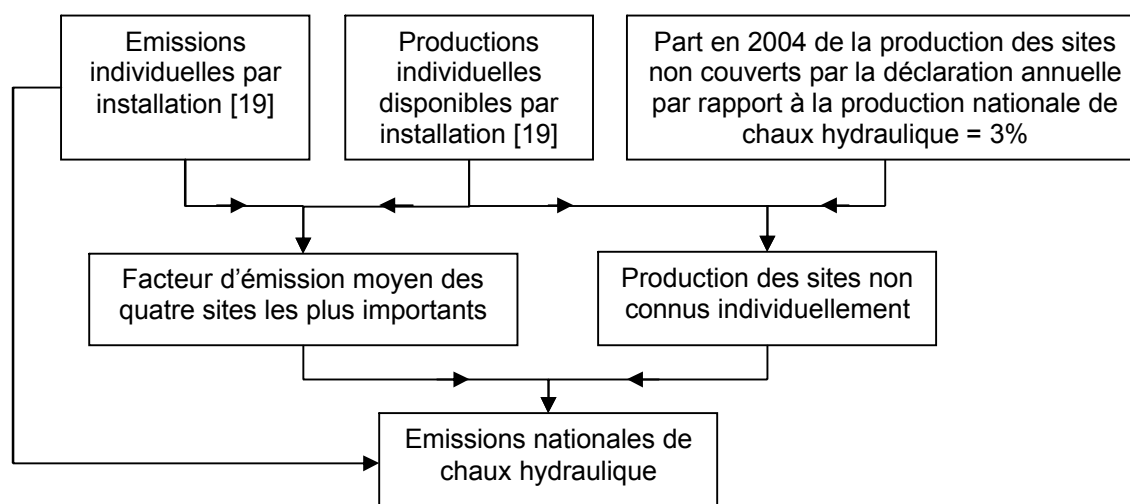 Emissions
individuelles par
installation [19]
Productions
individuelles
disponibles par
installation [19]
Part en 2004 de la production des sites
non couverts par la déclaration annuelle
par rapport à la production nationale de
chaux hydraulique = 3%
Facteur d’émission moyen des
quatre sites les plus importants
Production des sites non
connus individuellement
Emissions nationales de
chaux hydraulique